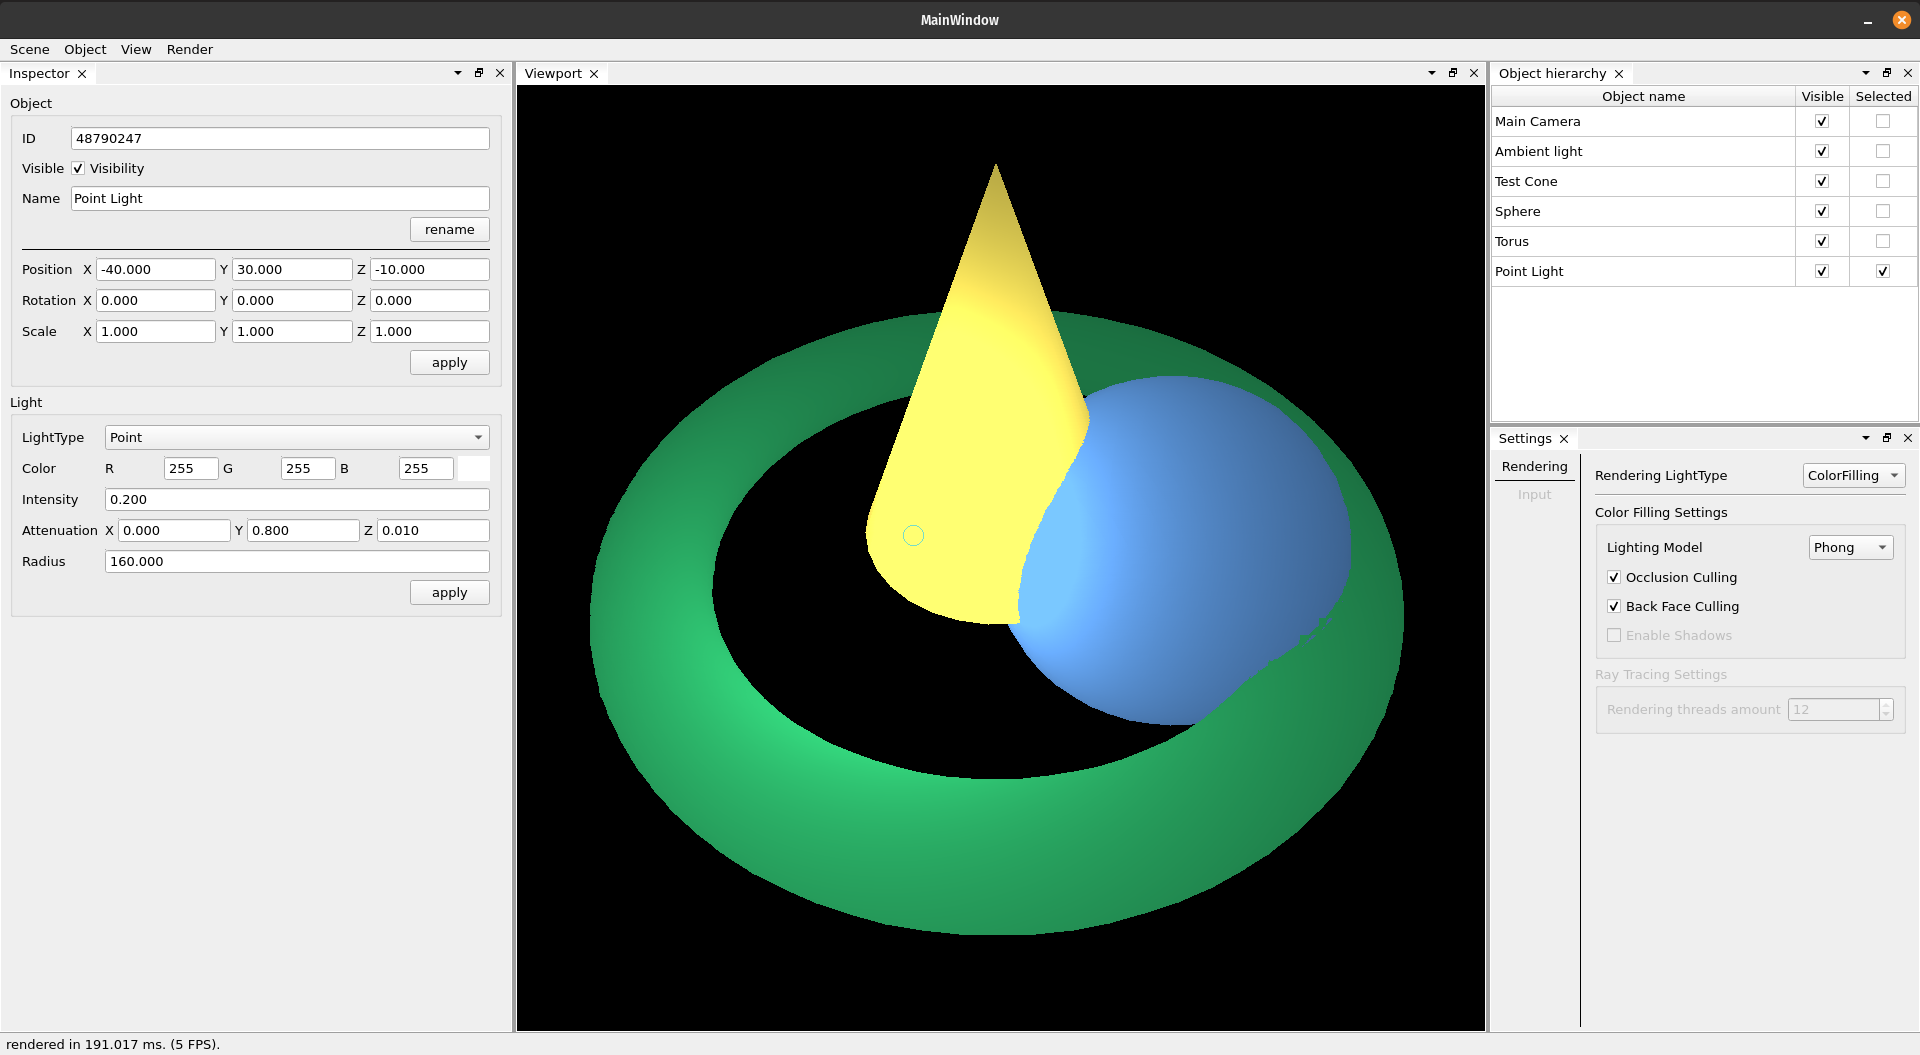 MainWindow
Scene Object View Render
Inspector
Object
ID 48790247
Visible Visibility
Name Point Light
rename
Position X -40.000 Y 30.000 Z -10.000
Rotation X 0.000 Y 0.000 Z 0.000
Scale X 1.000 Y 1.000 Z 1.000
apply
Light
LightType Point
Color R 255 G 255 B 255
Intensity 0.200
Attenuation X 0.000 Y 0.800 Z 0.010
Radius 160.000
apply
Viewport
Object hierarchy
Object name Visible Selected
Main Camera
Ambient light
Test Cone
Sphere
Torus
Point Light
Settings
Rendering
Input
Rendering LightType ColorFilling
Color Filling Settings
Lighting Model Phong
Occlusion Culling
Back Face Culling
Enable Shadows
Ray Tracing Settings
Rendering threads amount 12
rendered in 191.017 ms. (5 FPS).